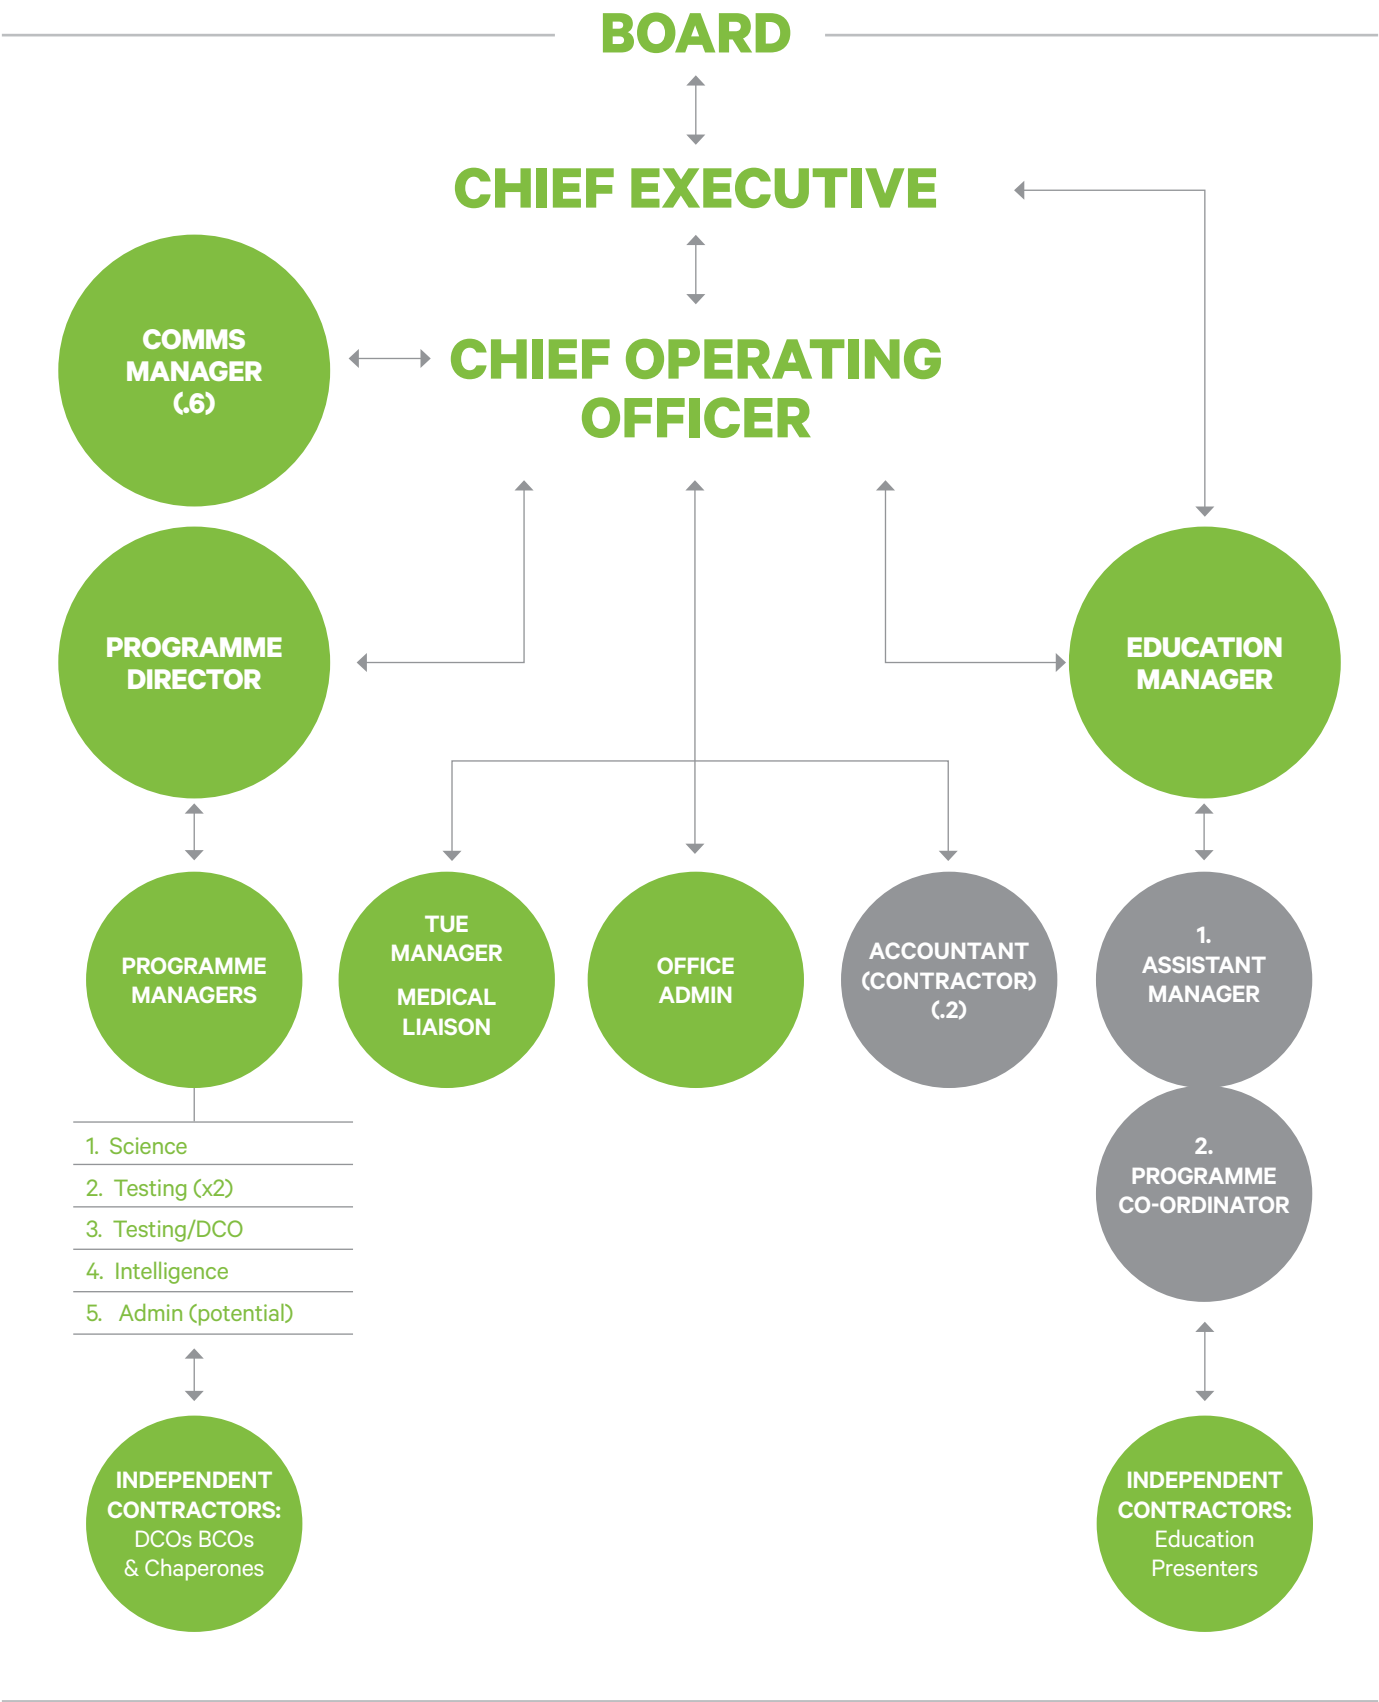 BOARD
CHIEF EXECUTIVE
COMMS
MANAGER
(.6)
CHIEF OPERATING
OFFICER
PROGRAMME
DIRECTOR
EDUCATION
MANAGER
PROGRAMME
MANAGERS
TUE
MANAGER
MEDICAL
LIAISON
OFFICE
ADMIN
ACCOUNTANT
(CONTRACTOR)
(.2)
1.
ASSISTANT
MANAGER
2.
PROGRAMME
CO-ORDINATOR
1. Science
2. Testing (x2)
3. Testing/DCO
4. Intelligence
5. Admin (potential)
INDEPENDENT
CONTRACTORS:
DCOs BCOs
& Chaperones
INDEPENDENT
CONTRACTORS:
Education
Presenters